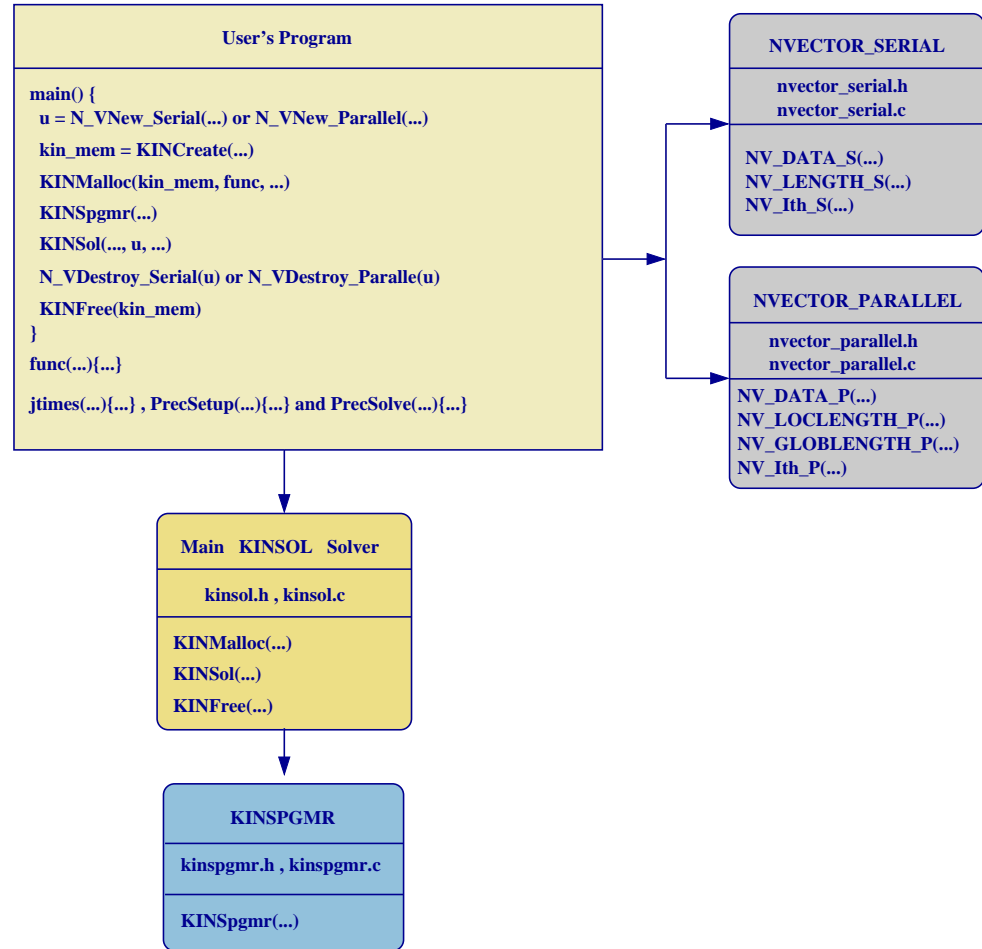 User's Program
main() {
u = N_VNew_Serial(...) or N_VNew_Parallel(...)
kin_mem = KINCreate(...)
KINMalloc(kin_mem, func, ...)
KINSpgmr(...)
KINSol(..., u, ...)
N_VDestroy_Serial(u) or N_VDestroy_Paralle(u)
KINFree(kin_mem)
}
func(...){...}
jtimes(...){...} , PrecSetup(...){...} and PrecSolve(...){...}
NVECTOR_SERIAL
nvector_serial.h
nvector_serial.c
NV_DATA_S(...)
NV_LENGTH_S(...)
NV_Ith_S(...)
NVECTOR_PARALLEL
nvector_parallel.h
nvector_parallel.c
NV_DATA_P(...)
NV_LOCLENGTH_P(...)
NV_GLOBLENGTH_P(...)
NV_Ith_P(...)
Main KINSOL Solver
kinsol.h , kinsol.c
KINMalloc(...)
KINSol(...)
KINFree(...)
KINSPGMR
kinspgmr.h , kinspgmr.c
KINSpgmr(...)